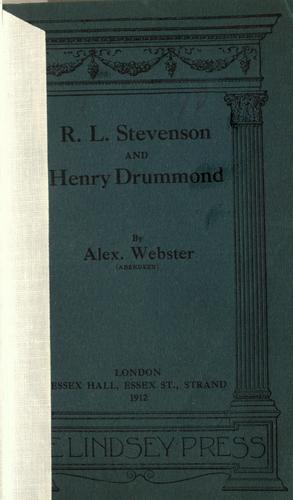 R. L. Stevenson
AND
Henry Drummond
By
Alex. Webster
(ABERDEEN)
LONDON
ESSEX HALL, ESSEX ST., STRAND
1912
LINDSEY PRESS